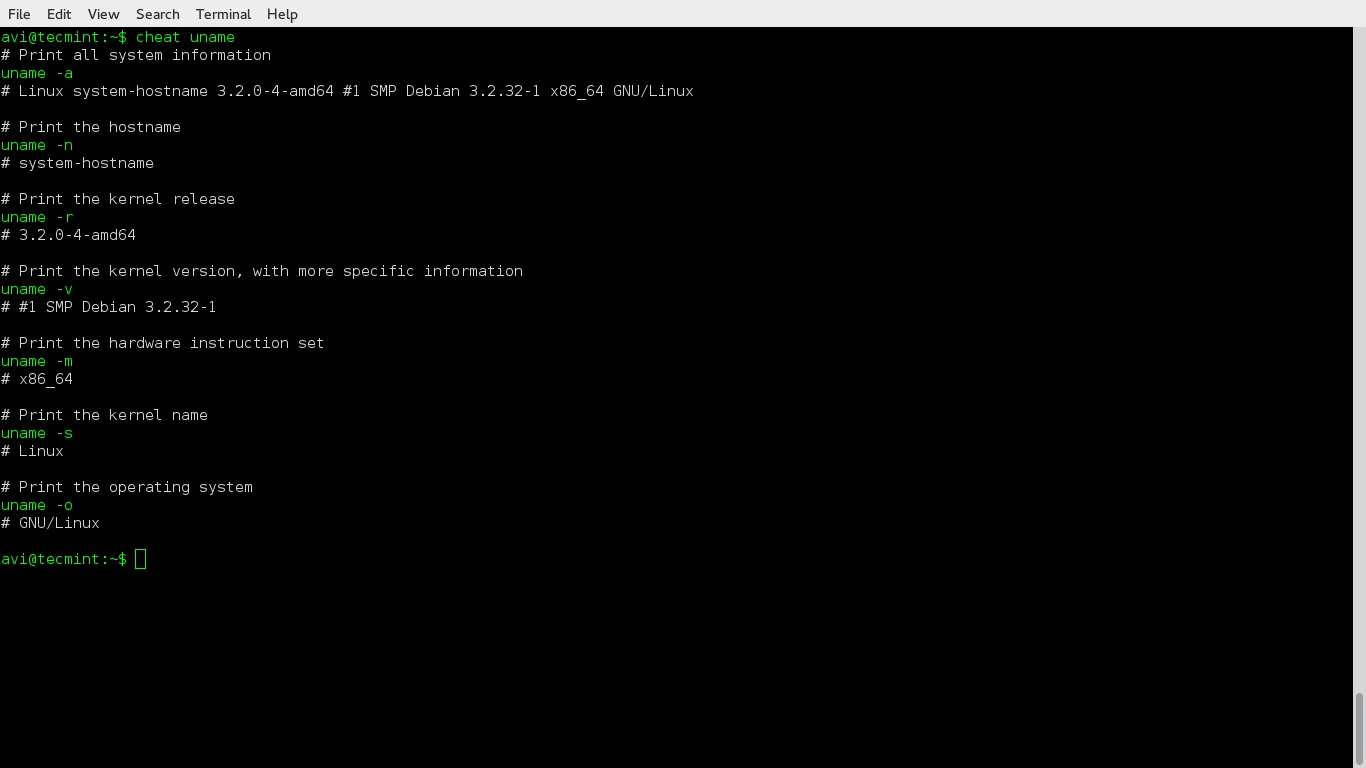 File Edit View Search Terminal Help
avi@tecmint:~$ cheat uname
# Print all system information
uname -a
# Linux system-hostname 3.2.0-4-amd64 #1 SMP Debian 3.2.32-1 x86_64 GNU/Linux
# Print the hostname
uname -n
# system-hostname
# Print the kernel release
uname -r
# 3.2.0-4-amd64
# Print the kernel version, with more specific information
uname -v
# #1 SMP Debian 3.2.32-1
# Print the hardware instruction set
uname -m
# x86_64
# Print the kernel name
uname -s
# Linux
# Print the operating system
uname -o
# GNU/Linux
avi@tecmint:~$